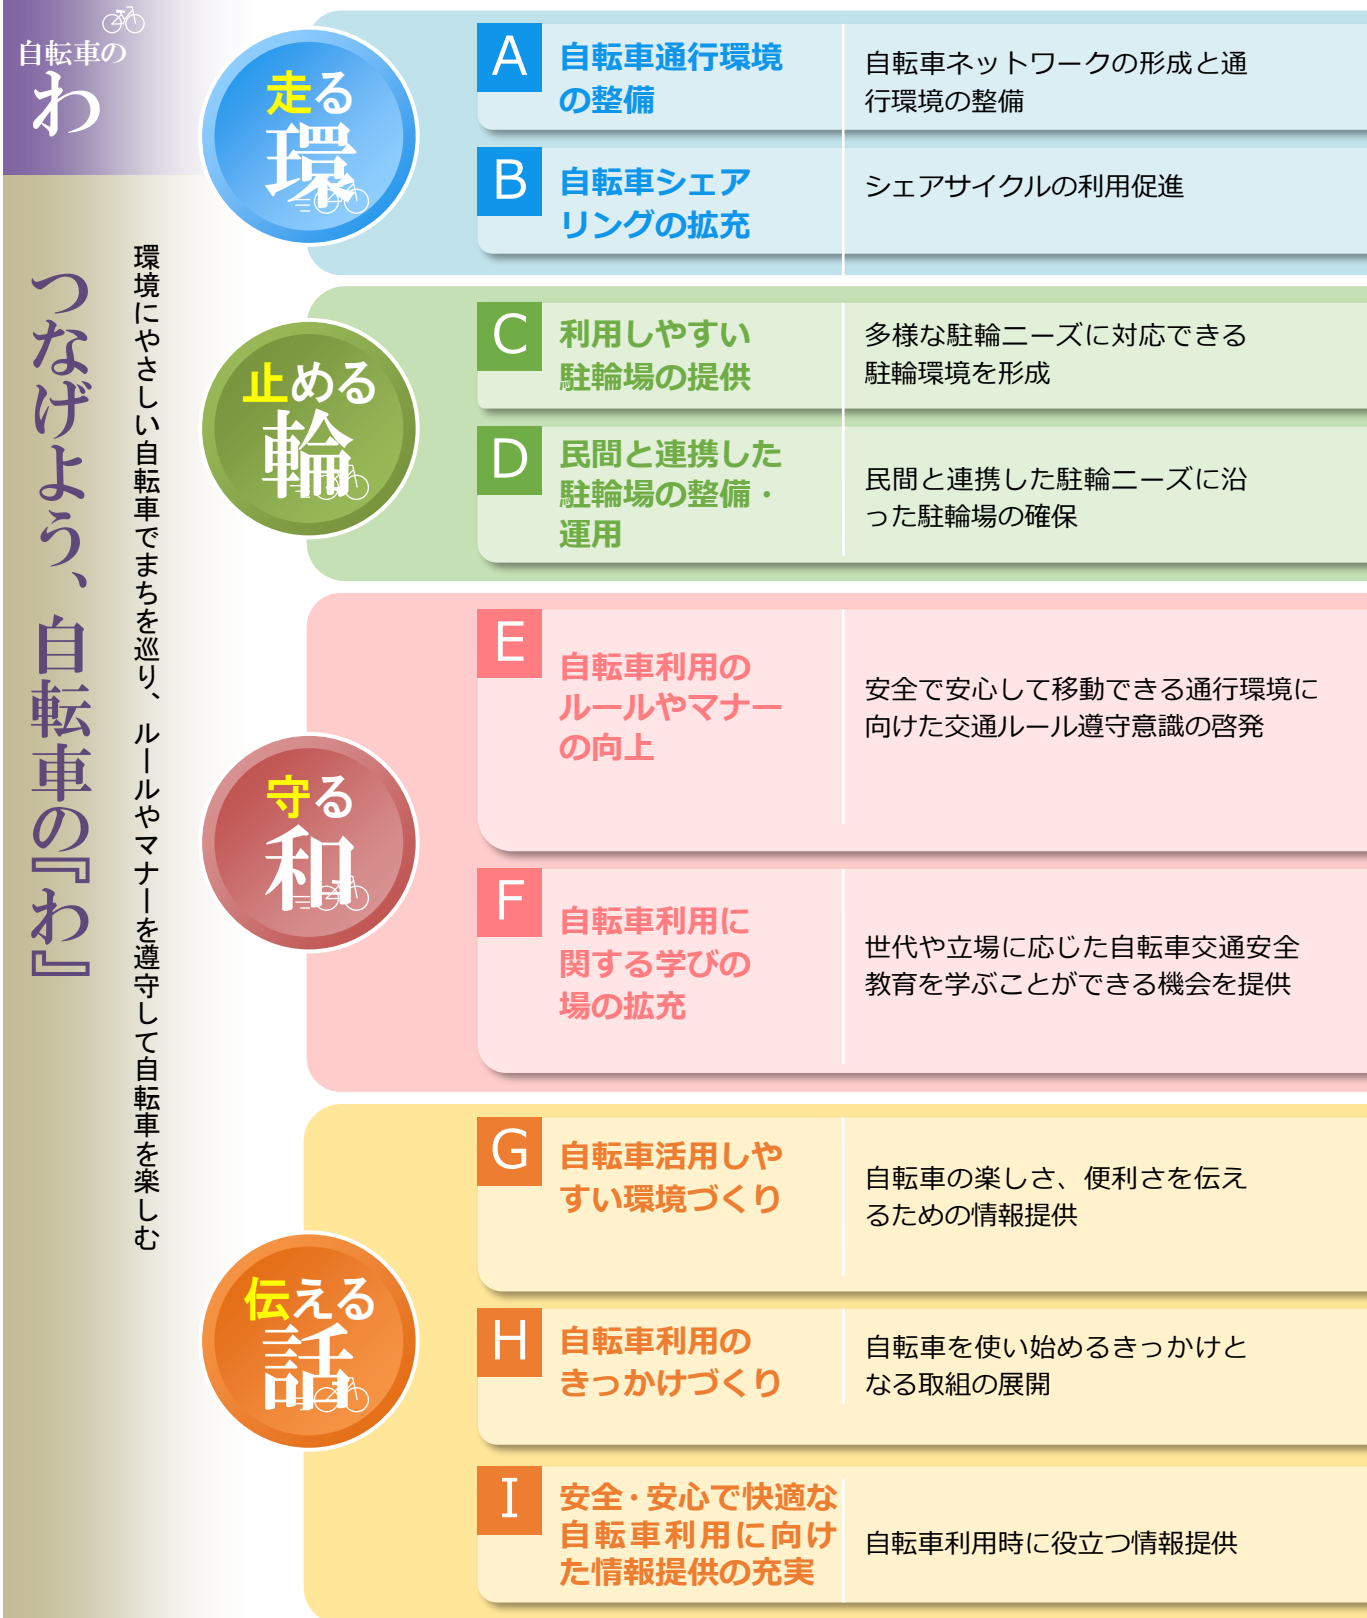 自転車の
わ
つなげよう、自転車の『わ』
環境にやさしい自転車でまちを巡り、ルールやマナーを遵守して自転車を楽しむ
走る
環
A
自転車通行環境
の整備
自転車ネットワークの形成と通
行環境の整備
B
自転車シェア
リングの拡充
シェアサイクルの利用促進
止める
輪
C
利用しやすい
駐輪場の提供
多様な駐輪ニーズに対応できる
駐輪環境を形成
D
民間と連携した
駐輪場の整備・
運用
民間と連携した駐輪ニーズに沿
った駐輪場の確保
守る
和
E
自転車利用の
ルールやマナー
の向上
安全で安心して移動できる通行環境に
向けた交通ルール遵守意識の啓発
F
自転車利用に
関する学びの
場の拡充
世代や立場に応じた自転車交通安全
教育を学ぶことができる機会を提供
伝える
話
G
自転車活用しや
すい環境づくり
自転車の楽しさ、便利さを伝え
るための情報提供
H
自転車利用の
きっかけづくり
自転車を使い始めるきっかけと
なる取組の展開
I
安全・安心で快適な
自転車利用に向け
た情報提供の充実
自転車利用時に役立つ情報提供